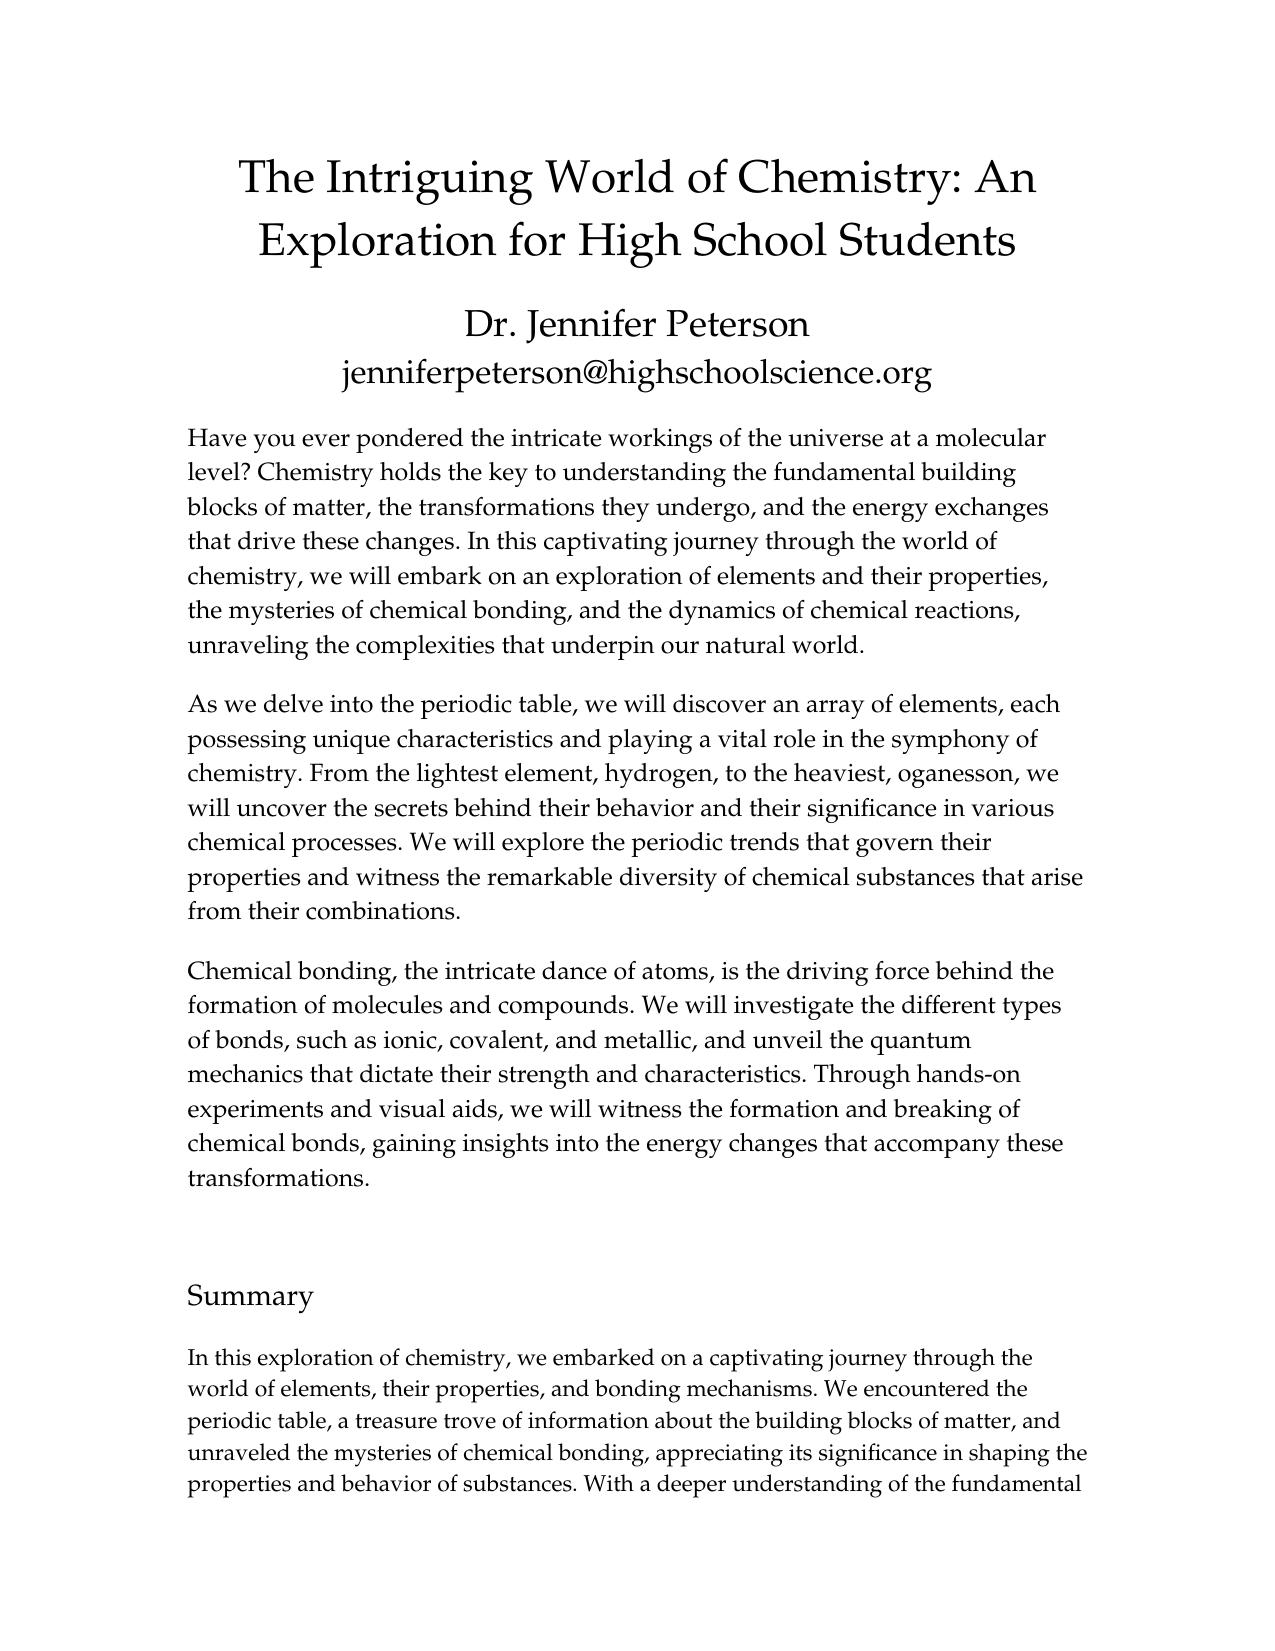 The Intriguing World of Chemistry: An
Exploration for High School Students
Dr. Jennifer Peterson
jenniferpeterson@highschoolscience.org
Have you ever pondered the intricate workings of the universe at a molecular
level? Chemistry holds the key to understanding the fundamental building
blocks of matter, the transformations they undergo, and the energy exchanges
that drive these changes. In this captivating journey through the world of
chemistry, we will embark on an exploration of elements and their properties,
the mysteries of chemical bonding, and the dynamics of chemical reactions,
unraveling the complexities that underpin our natural world.
As we delve into the periodic table, we will discover an array of elements, each
possessing unique characteristics and playing a vital role in the symphony of
chemistry. From the lightest element, hydrogen, to the heaviest, oganesson, we
will uncover the secrets behind their behavior and their significance in various
chemical processes. We will explore the periodic trends that govern their
properties and witness the remarkable diversity of chemical substances that arise
from their combinations.
Chemical bonding, the intricate dance of atoms, is the driving force behind the
formation of molecules and compounds. We will investigate the different types
of bonds, such as ionic, covalent, and metallic, and unveil the quantum
mechanics that dictate their strength and characteristics. Through hands-on
experiments and visual aids, we will witness the formation and breaking of
chemical bonds, gaining insights into the energy changes that accompany these
transformations.
Summary
In this exploration of chemistry, we embarked on a captivating journey through the
world of elements, their properties, and bonding mechanisms. We encountered the
periodic table, a treasure trove of information about the building blocks of matter, and
unraveled the mysteries of chemical bonding, appreciating its significance in shaping the
properties and behavior of substances. With a deeper understanding of the fundamental